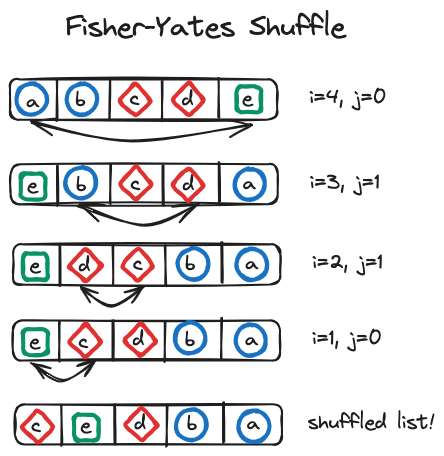 Fisher-Yates Shuffle
a b c d e i=4, j=0
e b c d a i=3, j=1
e d c b a i=2, j=1
e c d b a i=1, j=0
c e d b a shuffled list!